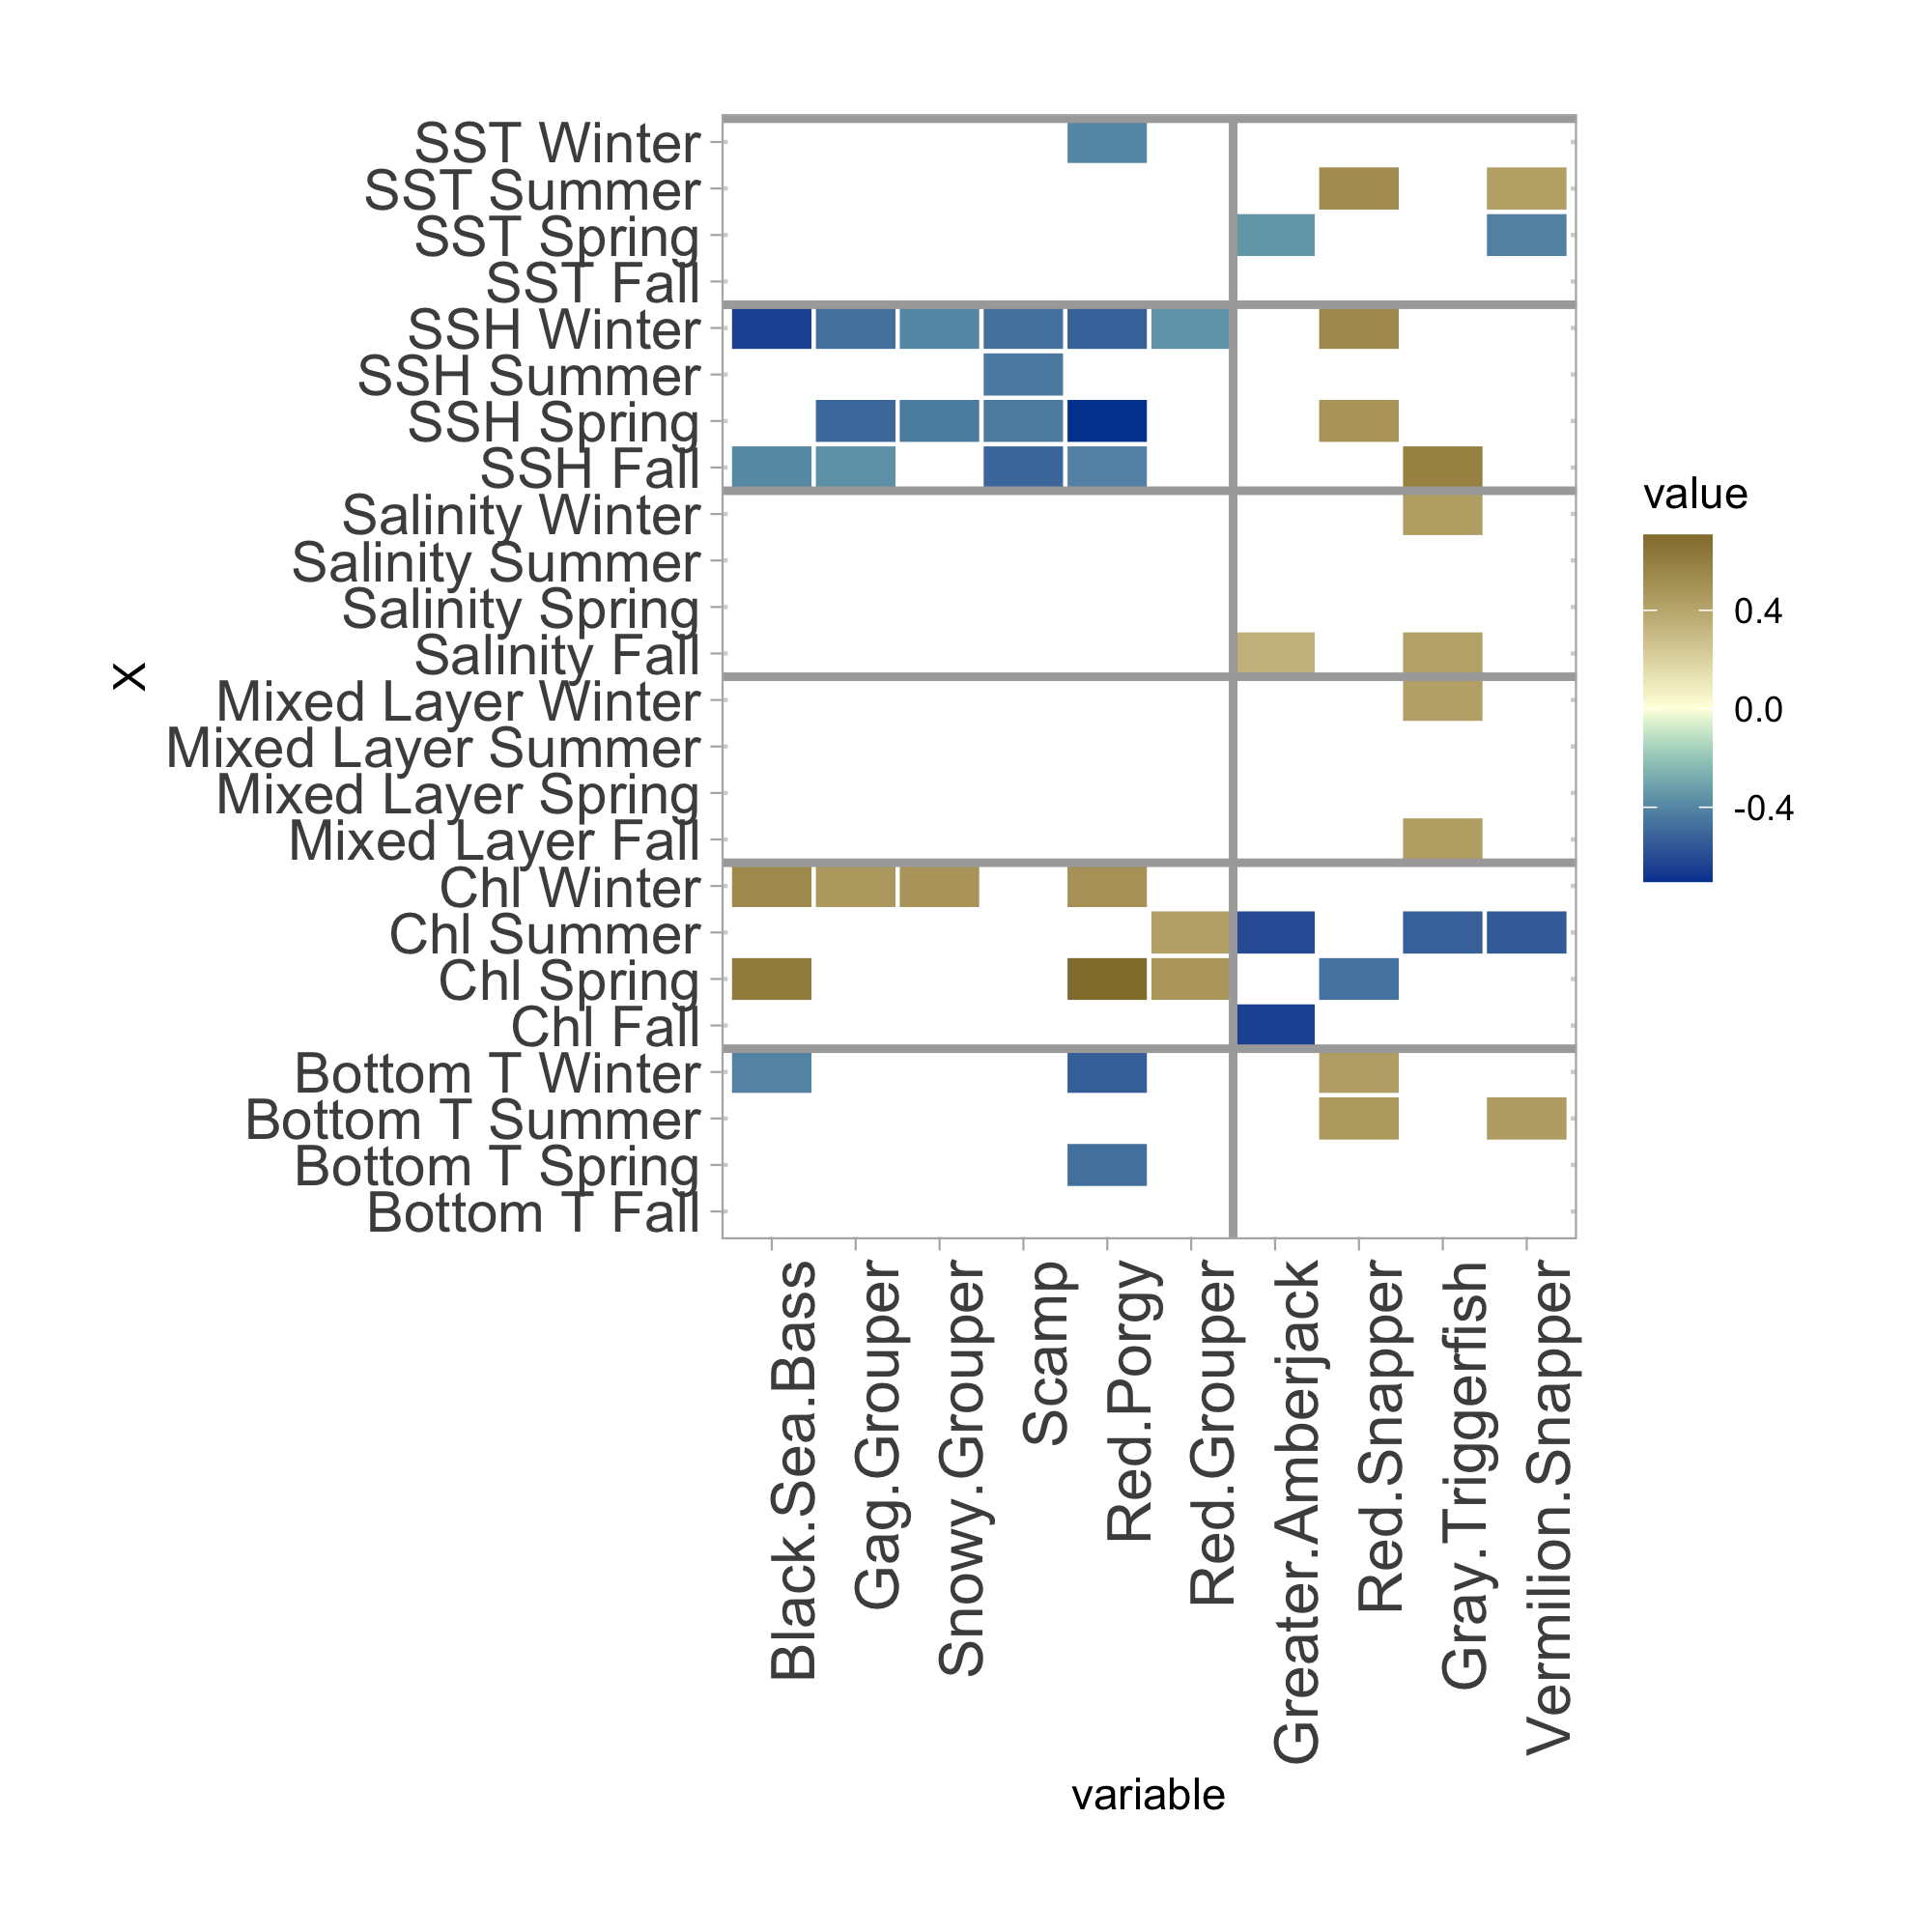 SST Winter
SST Summer
SST Spring
SST Fall
SSH Winter
SSH Summer
SSH Spring
SSH Fall
Salinity Winter
Salinity Summer
Salinity Spring
Salinity Fall
Mixed Layer Winter
Mixed Layer Summer
Mixed Layer Spring
Mixed Layer Fall
Chl Winter
Chl Summer
Chl Spring
Chl Fall
Bottom T Winter
Bottom T Summer
Bottom T Spring
Bottom T Fall
X
Black.Sea.Bass
Gag.Grouper
Snowy.Grouper
Scamp
Red.Porgy
Red.Grouper
Greater.Amberjack
Red.Snapper
Gray.Triggerfish
Vermilion.Snapper
variable
value
0.4
0.0
-0.4